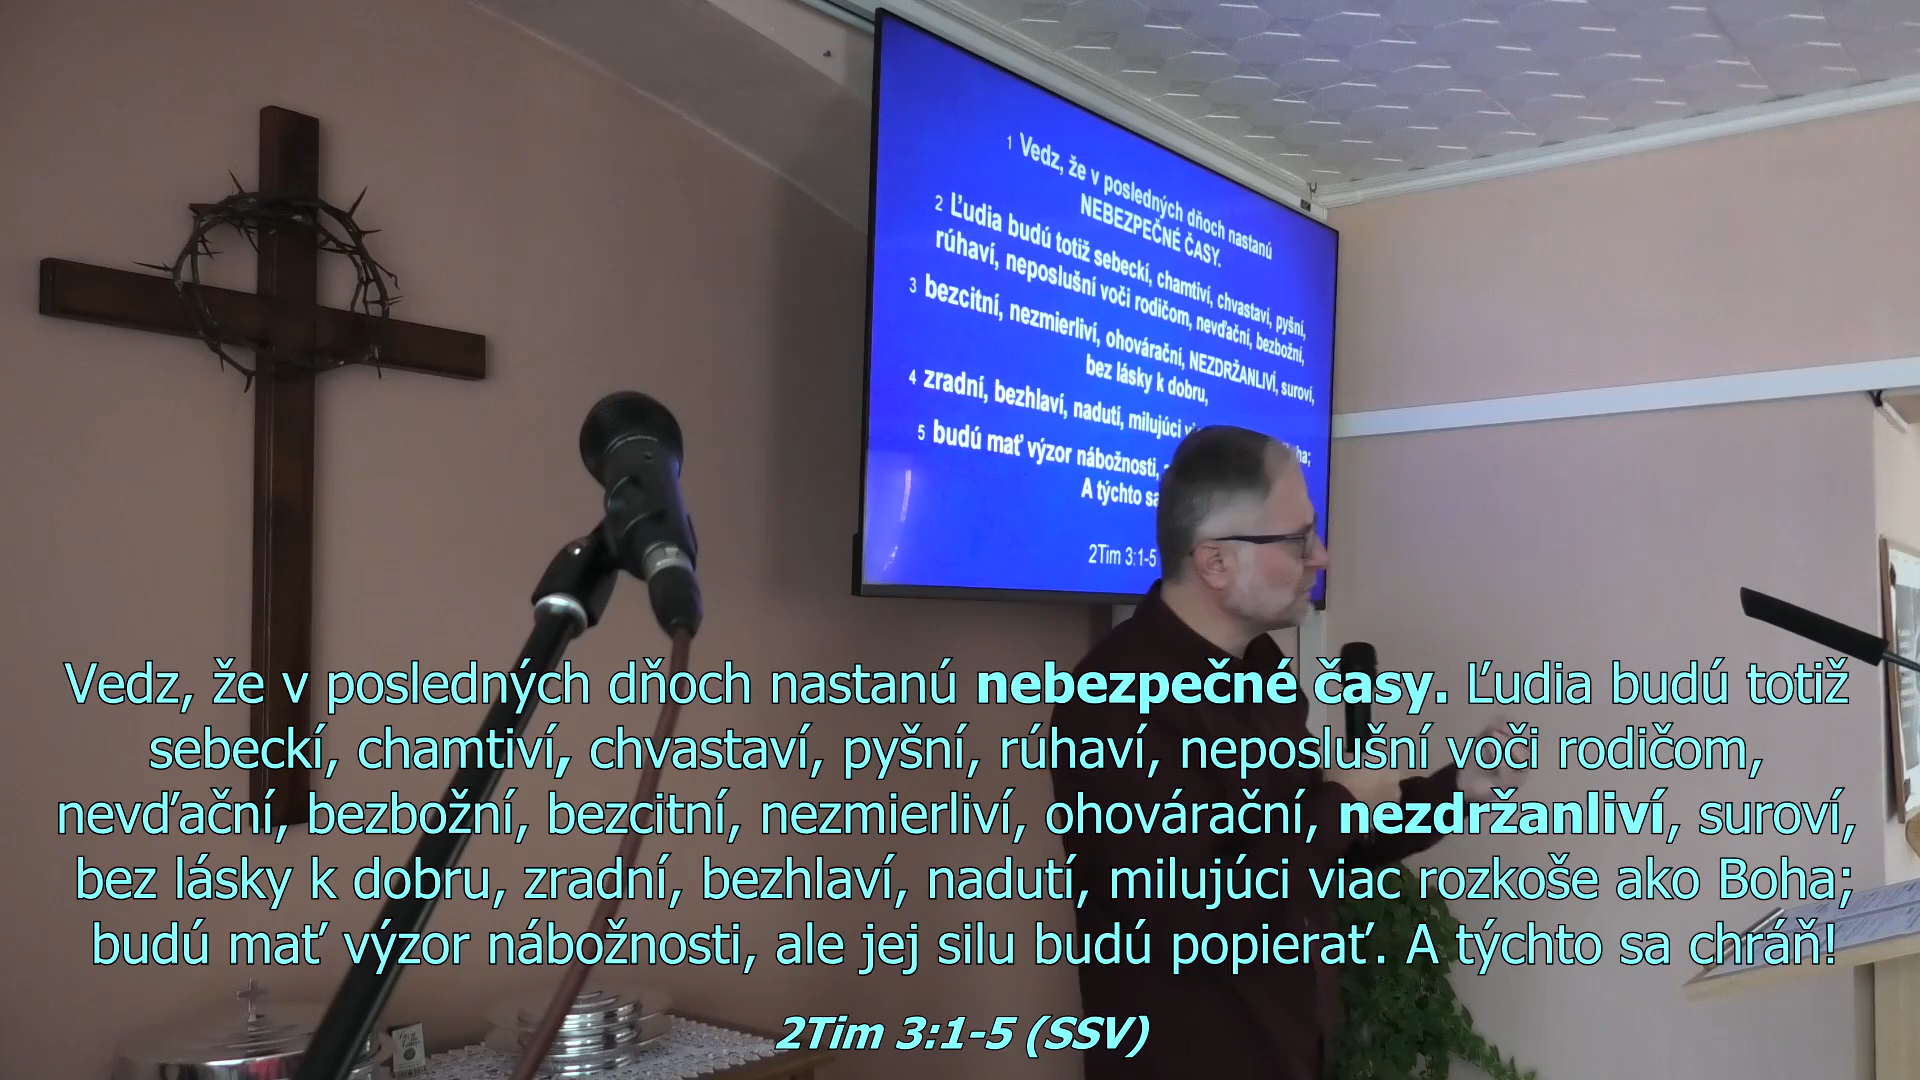 1 Vedz, že v posledných dňoch nastanú
NEBEZPEČNÉ ČASY.
2 Ľudia budú totiž sebeckí, chamtiví, chvastaví, pyšní,
rúhaví, neposlušní voči rodičom, nevďační, bezbožní,
3 bezcitní, nezmierliví, ohovárační, NEZDRŽANLIVÍ, suroví,
bez lásky k dobru,
4 zradní, bezhlaví, nadutí, milujúci
5 budú mať výzor nábožnosti,
A týchto
2Tim 3:1-5
Vedz, že v posledných dňoch nastanú nebezpečné časy. Ľudia budú totiž
sebeckí, chamtiví, chvastaví, pyšní, rúhaví, neposlušní voči rodičom,
nevďační, bezbožní, bezcitní, nezmierliví, ohovárační, nezdržanliví, suroví,
bez lásky k dobru, zradní, bezhlaví, nadutí, milujúci viac rozkoše ako Boha;
budú mať výzor nábožnosti, ale jej silu budú popierať. A týchto sa chráň!
2Tim 3:1-5 (SSV)